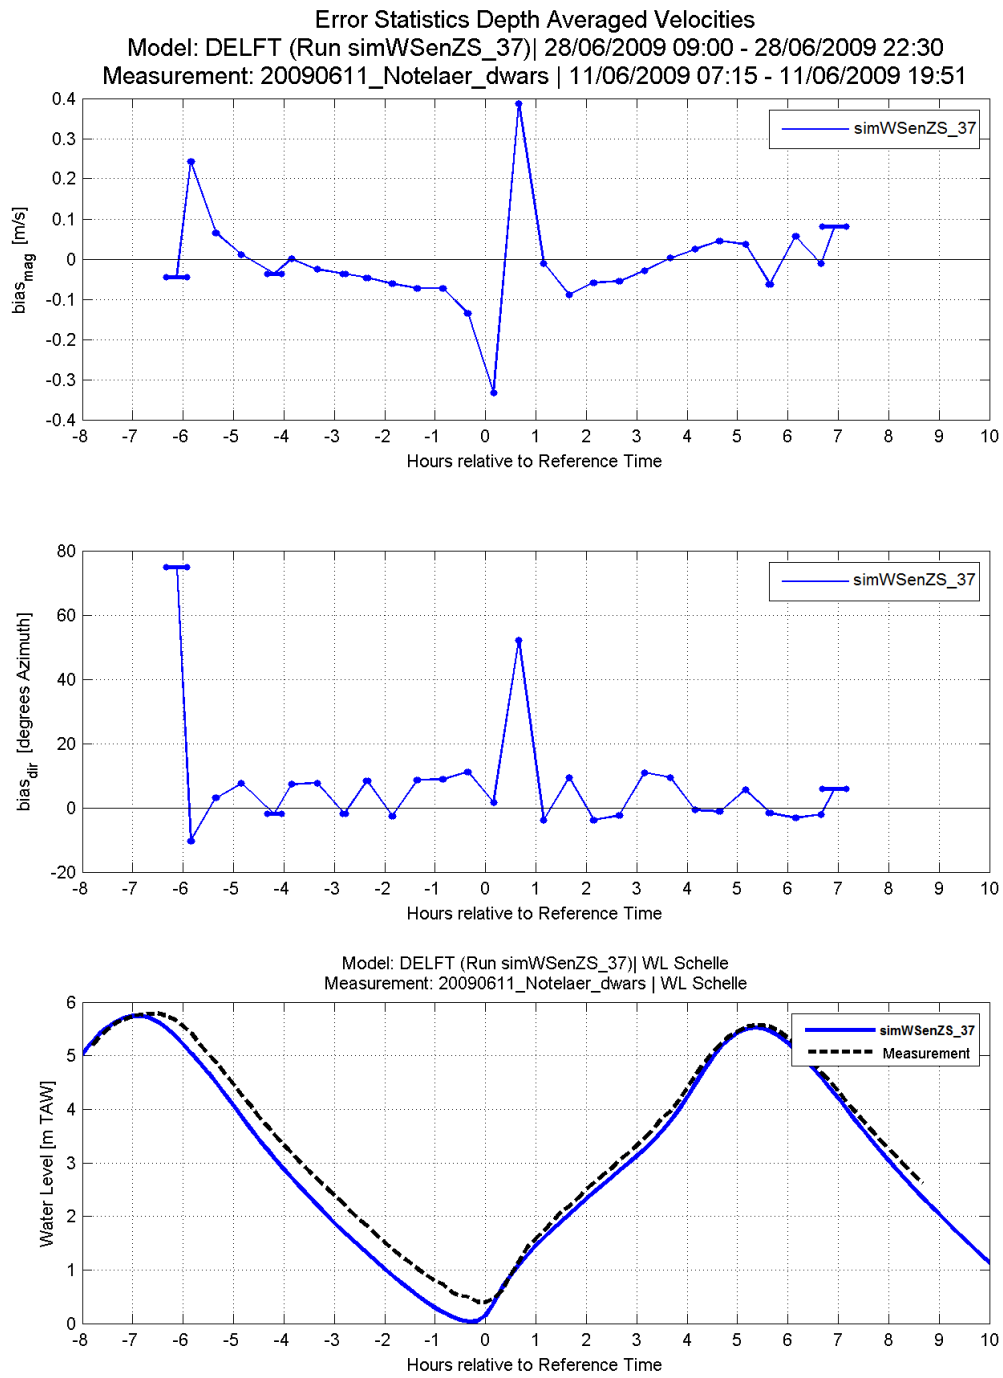 Error Statistics Depth Averaged Velocities
Model: DELFT (Run simWSenZS_37)| 28/06/2009 09:00 - 28/06/2009 22:30
Measurement: 20090611_Notelaer_dwars | 11/06/2009 07:15 - 11/06/2009 19:51
bias_mag [m/s]
0.4
0.3
0.2
0.1
0
-0.1
-0.2
-0.3
-0.4
simWSenZS_37
-8 -7 -6 -5 -4 -3 -2 -1 0 1 2 3 4 5 6 7 8 9 10
Hours relative to Reference Time
bias_dir [degrees Azimuth]
80
60
40
20
0
-20
simWSenZS_37
-8 -7 -6 -5 -4 -3 -2 -1 0 1 2 3 4 5 6 7 8 9 10
Hours relative to Reference Time
Model: DELFT (Run simWSenZS_37)| WL Schelle
Measurement: 20090611_Notelaer_dwars | WL Schelle
Water Level [m TAW]
6
5
4
3
2
1
0
simWSenZS_37
Measurement
-8 -7 -6 -5 -4 -3 -2 -1 0 1 2 3 4 5 6 7 8 9 10
Hours relative to Reference Time